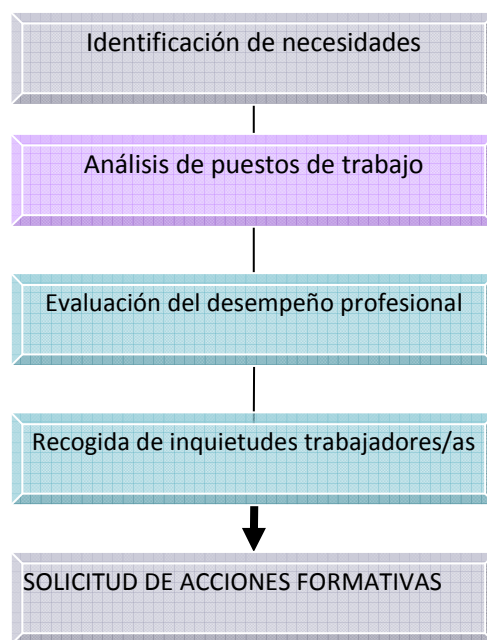 Identificación de necesidades
Análisis de puestos de trabajo
Evaluación del desempeño profesional
Recogida de inquietudes trabajadores/as
SOLICITUD DE ACCIONES FORMATIVAS